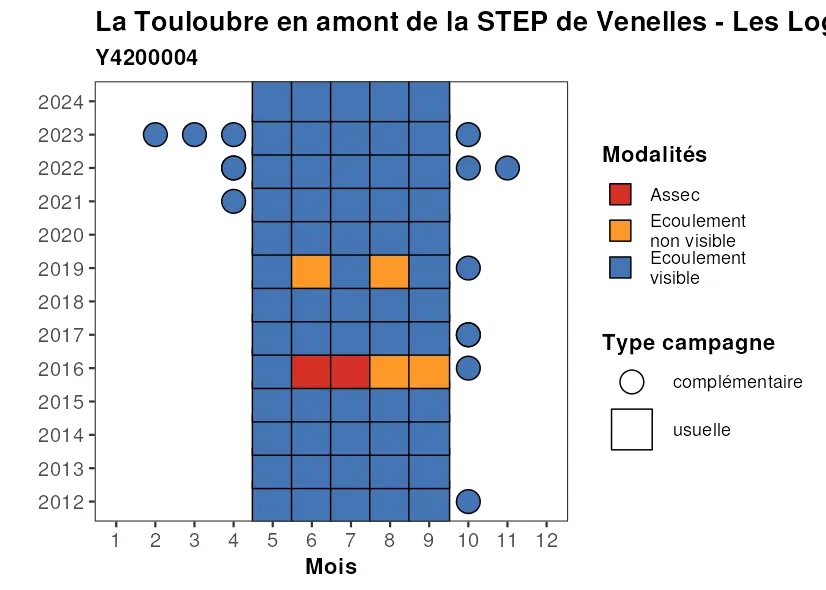 La Touloubre en amont de la STEP de Venelles - Les Log
Y4200004
2024
2023
2022
2021
2020
2019
2018
2017
2016
2015
2014
2013
2012
1 2 3 4 5 6 7 8 9 10 11 12
Mois
Modalités
Assec
Ecoulement
non visible
Ecoulement
visible
Type campagne
complémentaire
usuelle